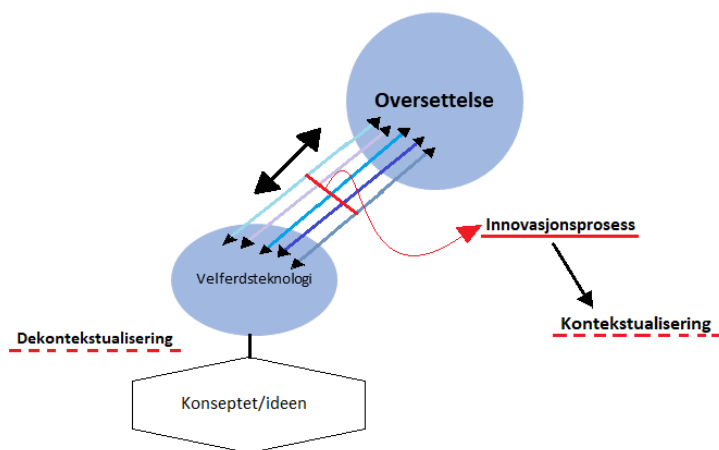 Oversettelse
Innovasjonsprosess
Velferdsteknologi
Kontekstualisering
Dekontekstualisering
Konseptet/ideen